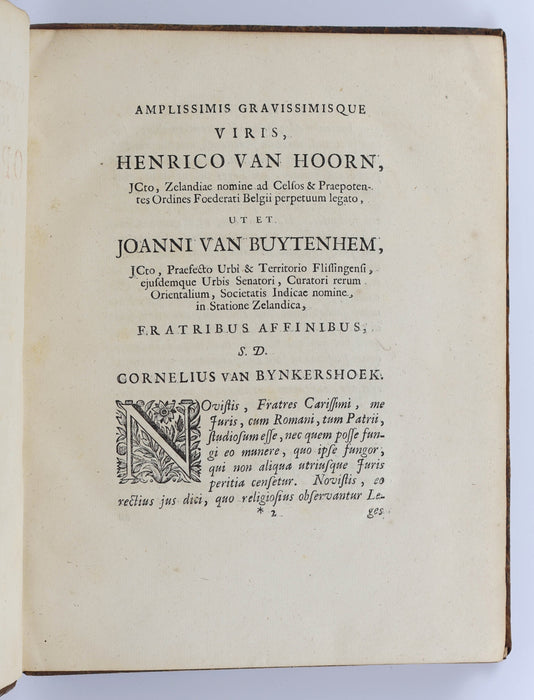 AMPLISSIMIS GRAVISSIMISQUE
VIRIS,
HENRICO VAN HOORN,
JCto, Zelandiae nomine ad Celſos & Praepoten-
tes Ordines Foederati Belgii perpetuum legato,
UT ET
JOANNI VAN BUYTENHEM,
JCto, Praefecto Urbi & Territorio Fliſſingenſi,
ejuſdemque Urbis Senatori, Curatori rerum
Orientalium, Societatis Indicae nomine,
in Statione Zelandica,
FRATRIBUS AFFINIBUS,
S. D.
CORNELIUS VAN BYNKERSHOEK.
NOviſtis, Fratres Cariſſimi, me
Juris, cum Romani, tum Patrii,
ſtudioſum eſſe, nec quem poſſe fun-
gi eo munere, quo ipſe fungor,
qui non aliqua utriuſque Juris
peritia cenſetur. Noviſtis, eo
rectius jus dici, quo religioſius obſervantur Le-
* 2 ges